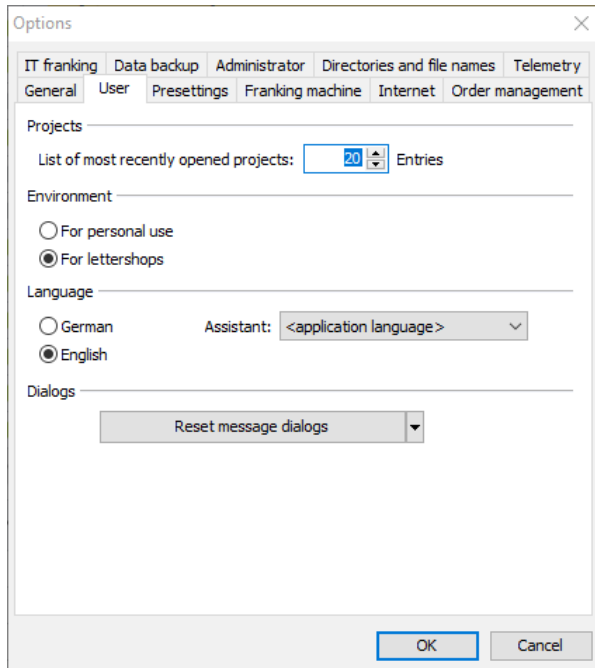 Options
IT franking Data backup Administrator Directories and file names Telemetry
General User Presettings Franking machine Internet Order management
Projects
List of most recently opened projects: 20 Entries
Environment
For personal use
For lettershops
Language
German Assistant: <application language>
English
Dialogs
Reset message dialogs
OK Cancel